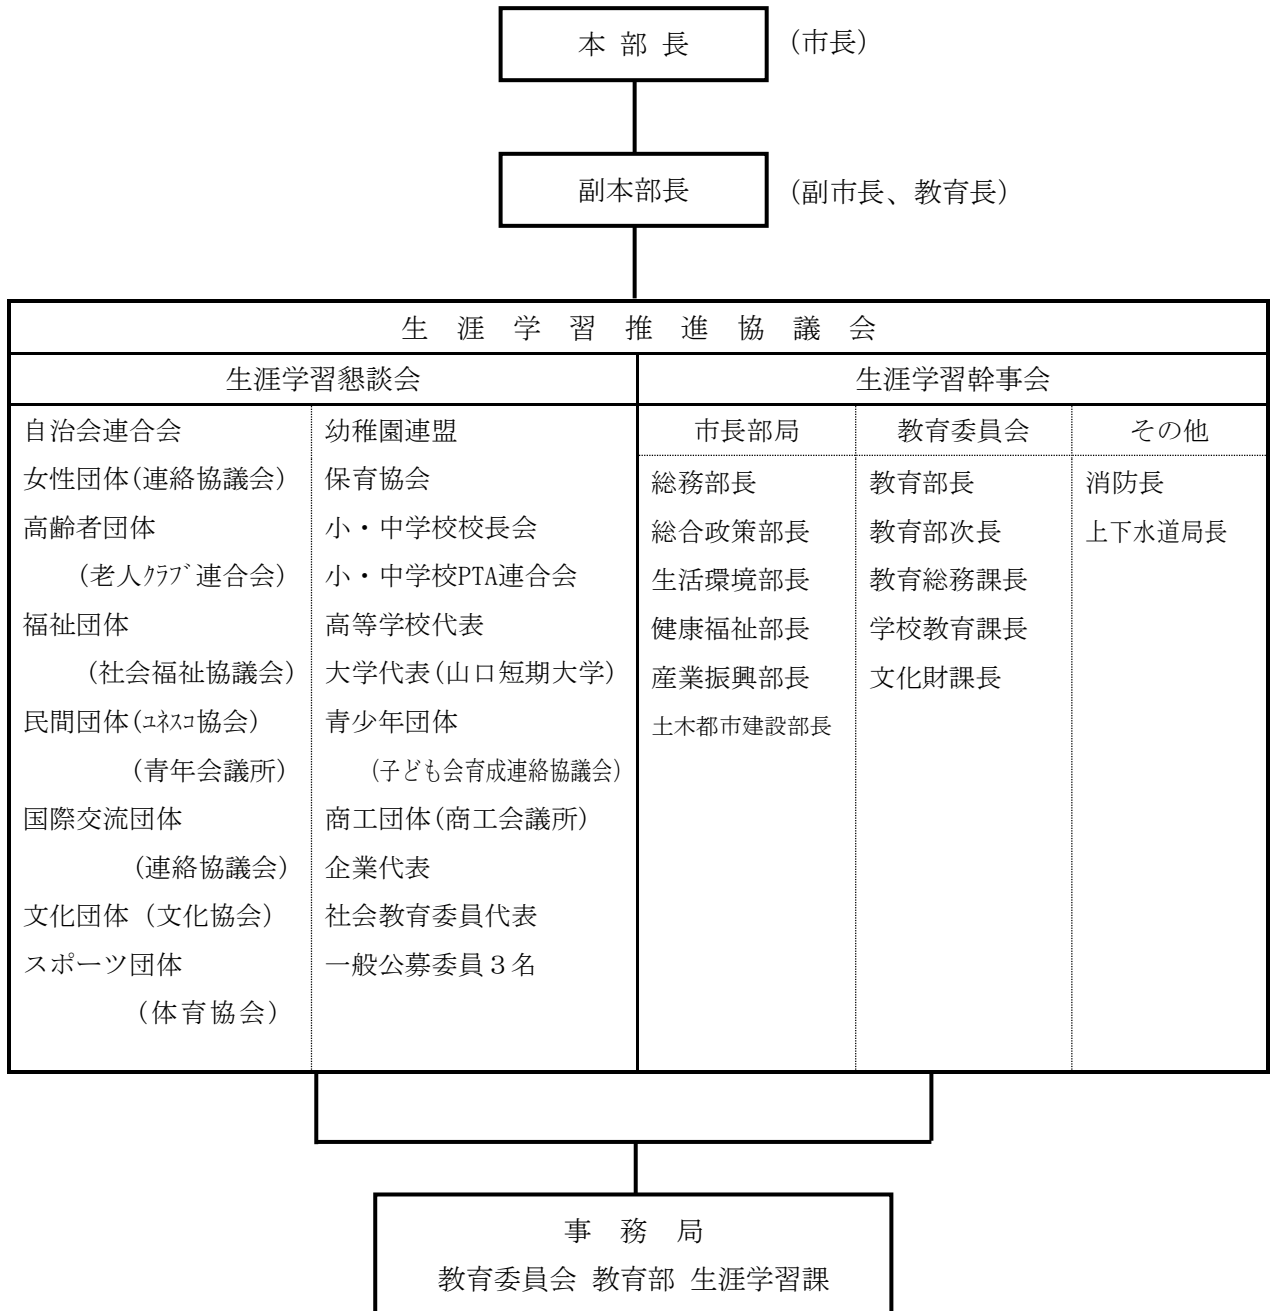 本部長
(市長)
副本部長
(副市長、教育長)
生涯学習推進協議会
生涯学習懇談会
自治会連合会
女性団体(連絡協議会)
高齢者団体
(老人ｸﾗﾌﾞ連合会)
福祉団体
(社会福祉協議会)
民間団体(ﾕﾈｽｺ協会)
(青年会議所)
国際交流団体
(連絡協議会)
文化団体 (文化協会)
スポーツ団体
(体育協会)
幼稚園連盟
保育協会
小・中学校校長会
小・中学校PTA連合会
高等学校代表
大学代表(山口短期大学)
青少年団体
(子ども会育成連絡協議会)
商工団体(商工会議所)
企業代表
社会教育委員代表
一般公募委員３名
生涯学習幹事会
市長部局
総務部長
総合政策部長
生活環境部長
健康福祉部長
産業振興部長
土木都市建設部長
教育委員会
教育部長
教育部次長
教育総務課長
学校教育課長
文化財課長
その他
消防長
上下水道局長
事務局
教育委員会 教育部 生涯学習課